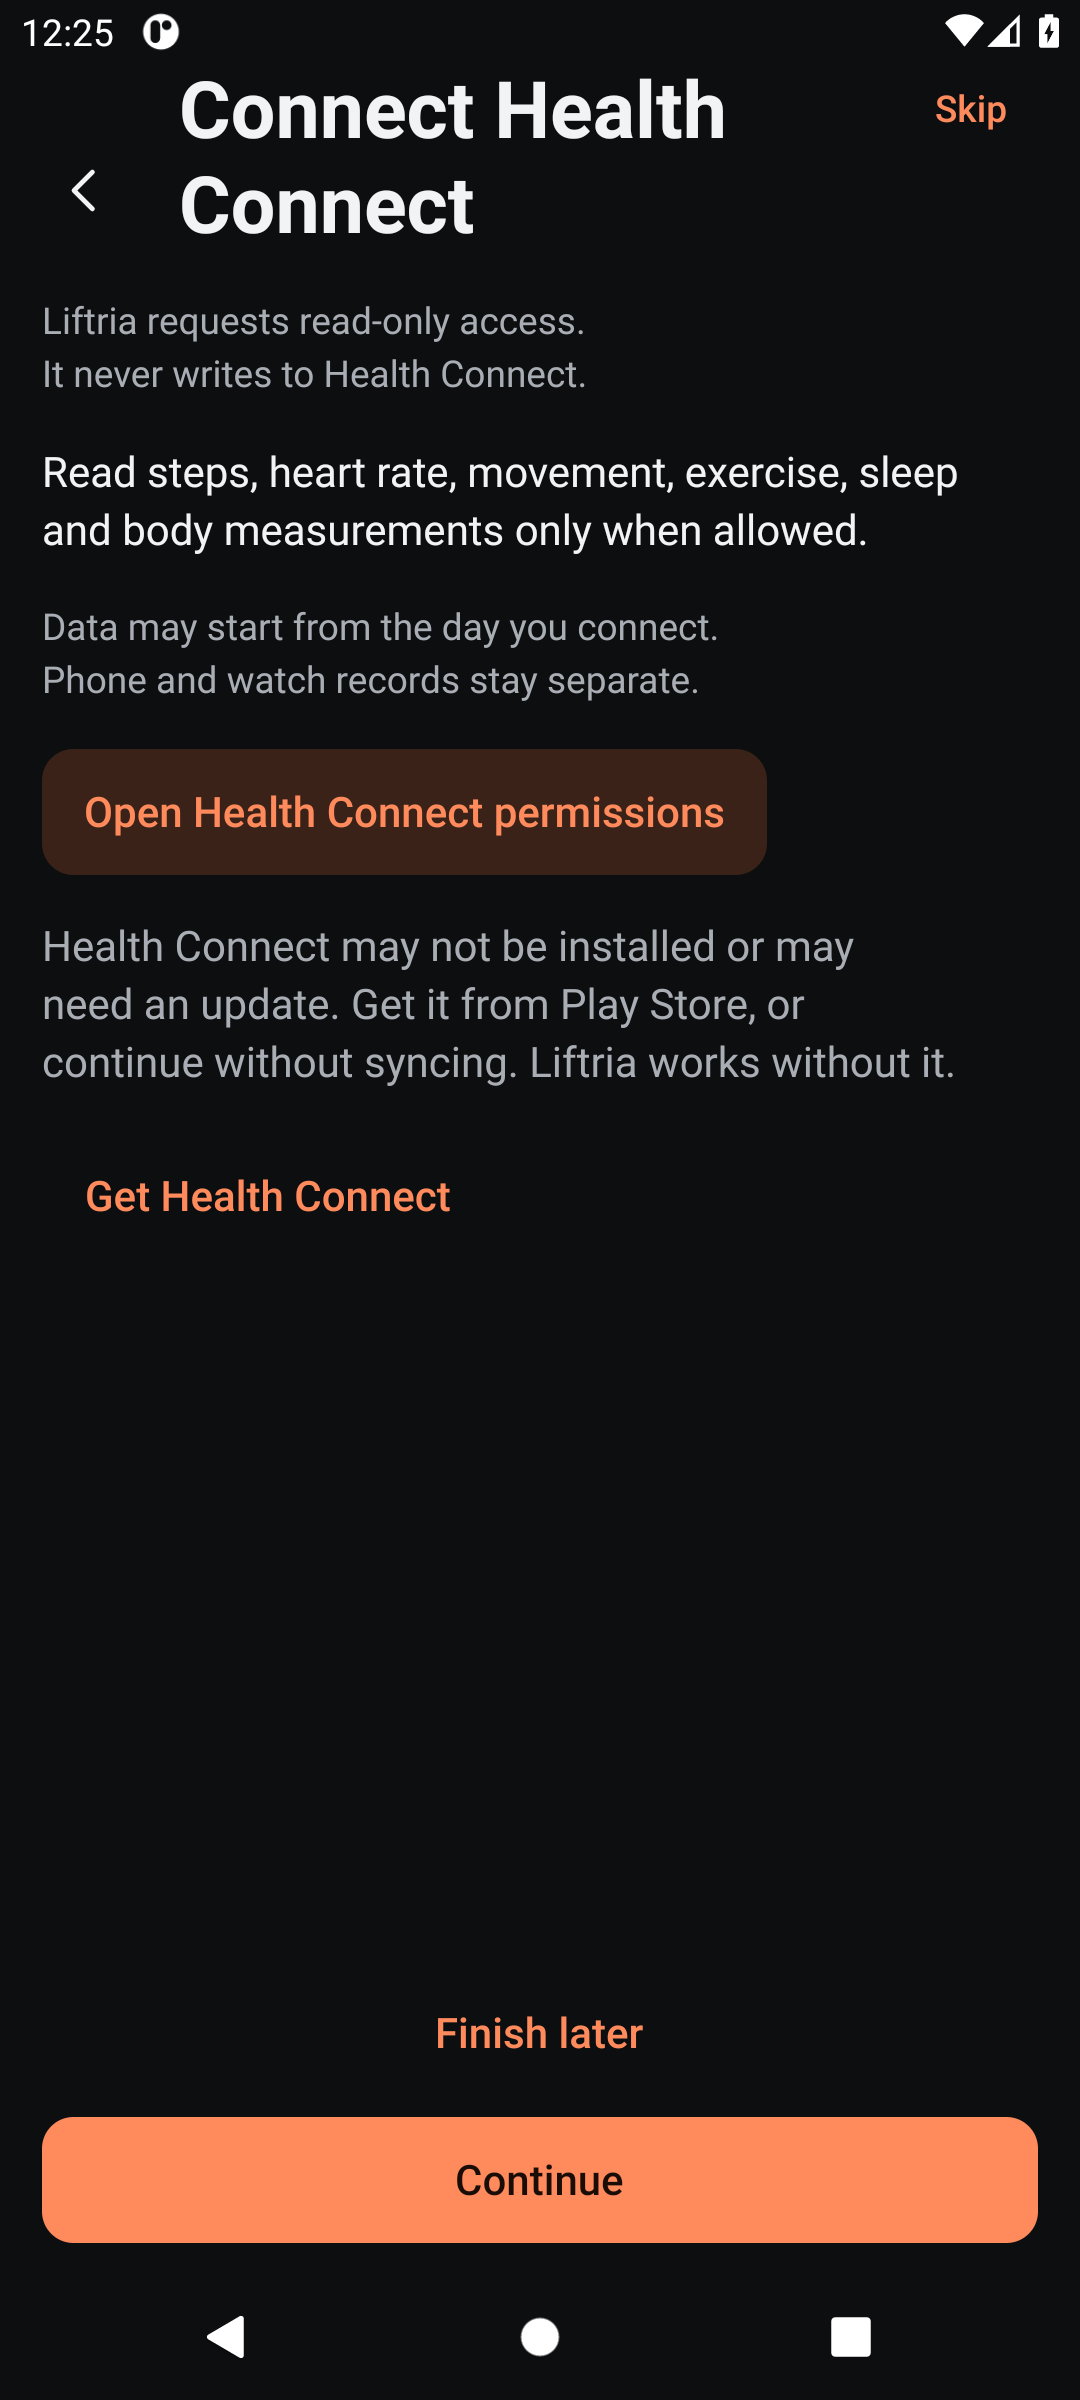 12:25
Connect Health
Connect
Skip
Liftria requests read-only access.
It never writes to Health Connect.
Read steps, heart rate, movement, exercise, sleep
and body measurements only when allowed.
Data may start from the day you connect.
Phone and watch records stay separate.
Open Health Connect permissions
Health Connect may not be installed or may
need an update. Get it from Play Store, or
continue without syncing. Liftria works without it.
Get Health Connect
Finish later
Continue